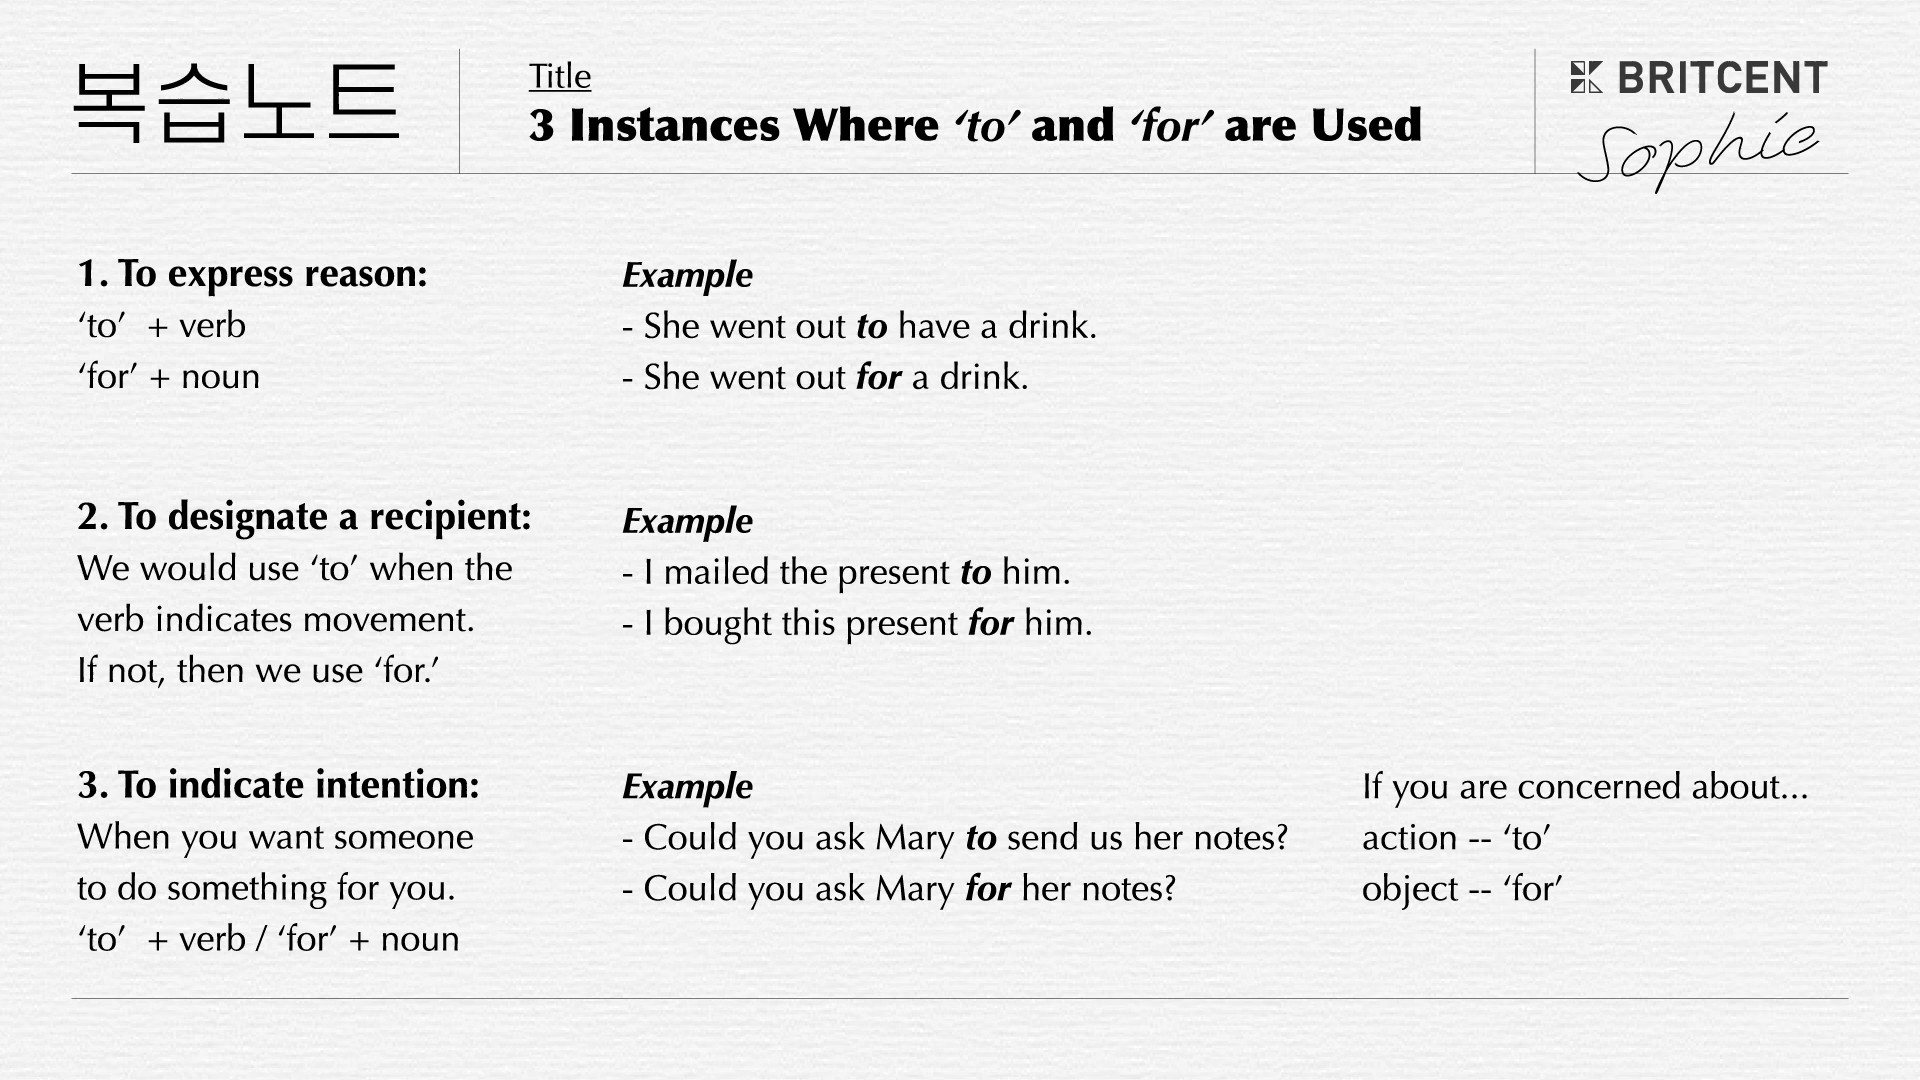 복습노트
Title
3 Instances Where ‘to’ and ‘for’ are Used
BRITCENT
Sophie
1. To express reason:
‘to’ + verb
‘for’ + noun
Example
- She went out to have a drink.
- She went out for a drink.
2. To designate a recipient:
We would use ‘to’ when the
verb indicates movement.
If not, then we use ‘for.’
Example
- I mailed the present to him.
- I bought this present for him.
3. To indicate intention:
When you want someone
to do something for you.
‘to’ + verb / ‘for’ + noun
Example
- Could you ask Mary to send us her notes?
- Could you ask Mary for her notes?
If you are concerned about...
action -- ‘to’
object -- ‘for’